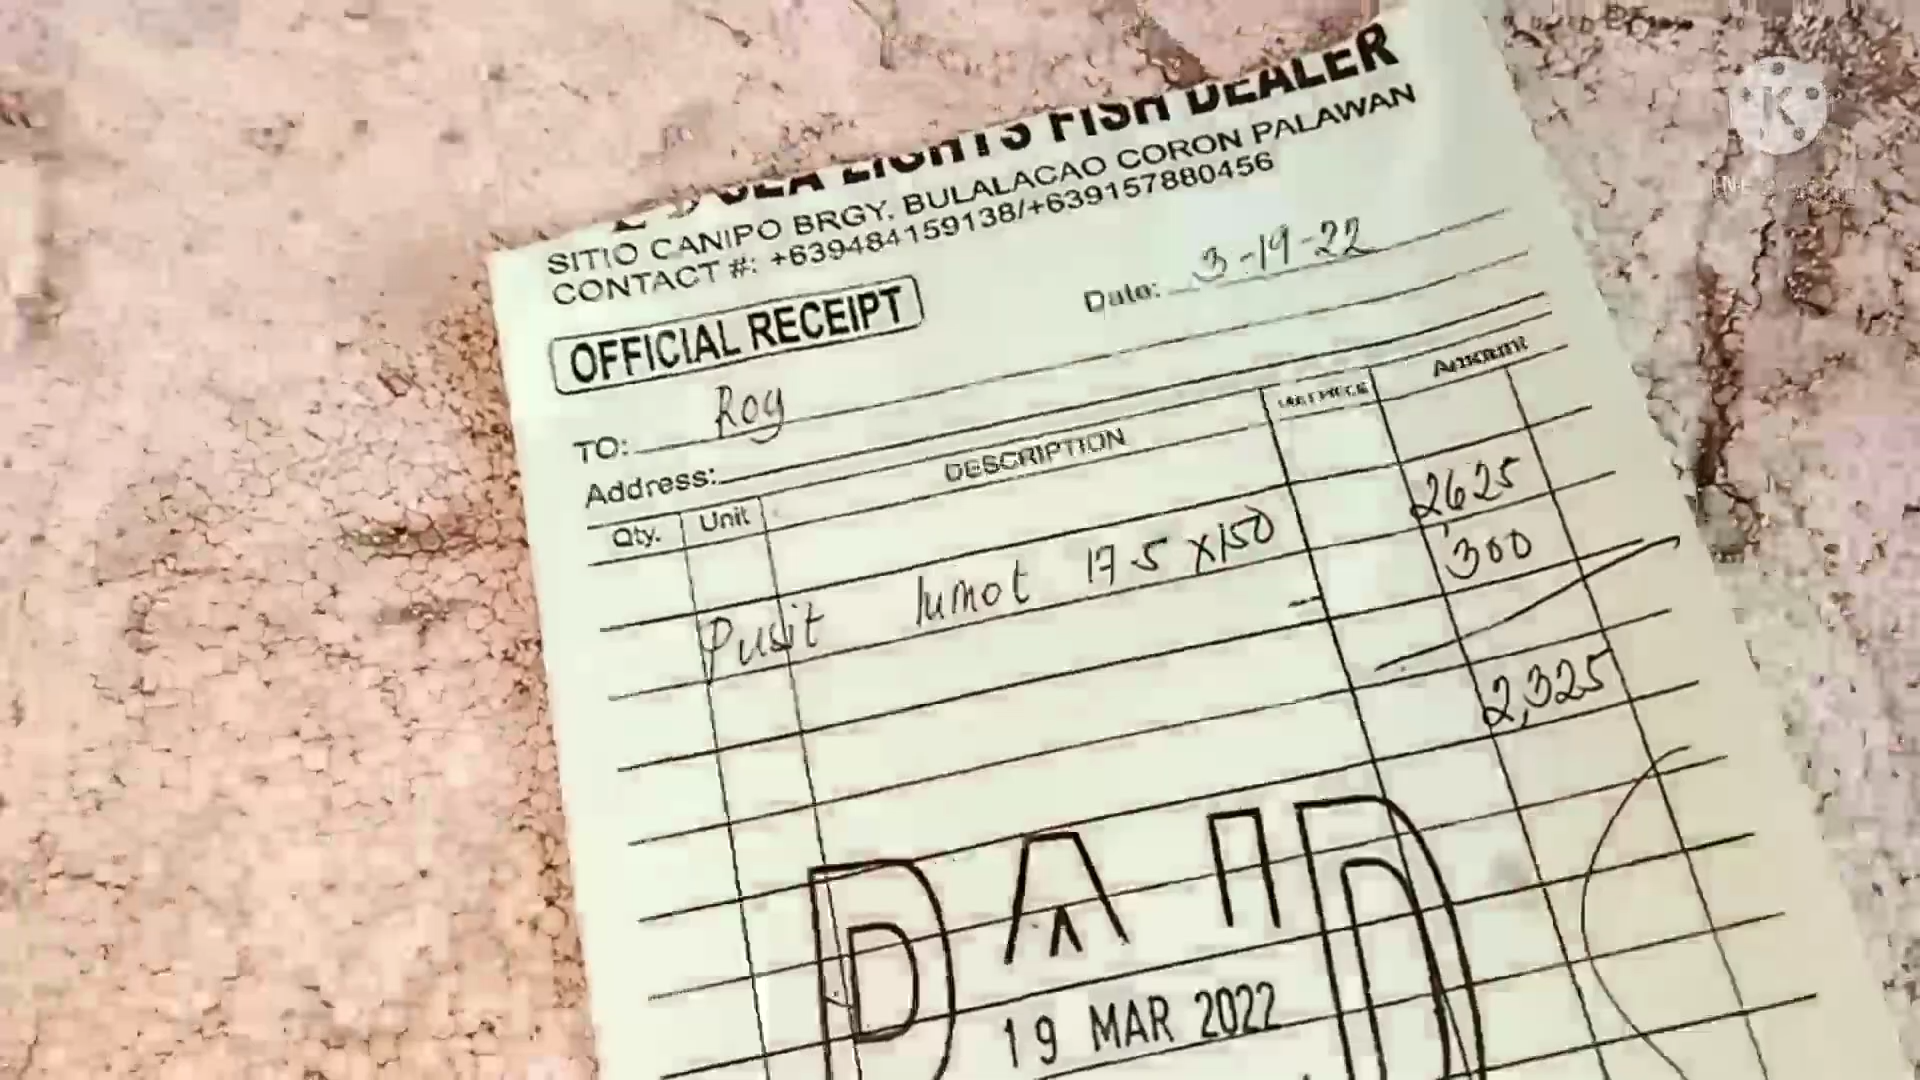 SEA LIGHTS FISH DEALER
SITIO CANIPO BRGY. BULALACAO CORON PALAWAN
CONTACT #: +639484159138/+639157880456
OFFICIAL RECEIPT
Date: 3-19-22
TO: Roy
Address:
Qty. Unit DESCRIPTION Amount
Pusit lumot 17.5 x150 2625
300
2,325
PAID
19 MAR 2022